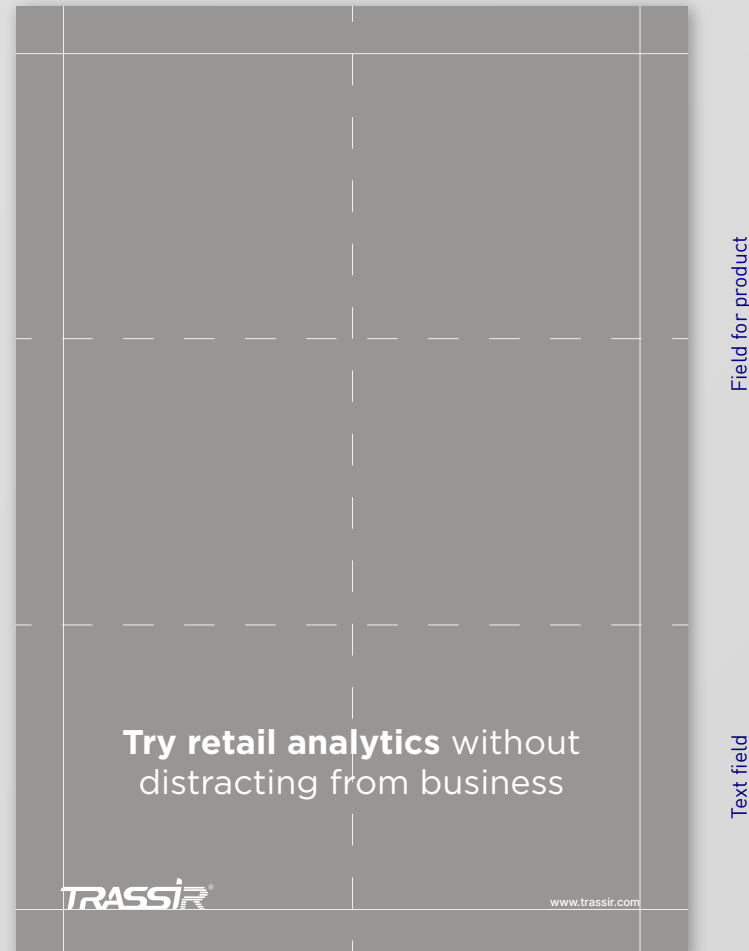 Field for product
Try retail analytics without
distracting from business
Text field
TRASSIR®
www.trassir.com